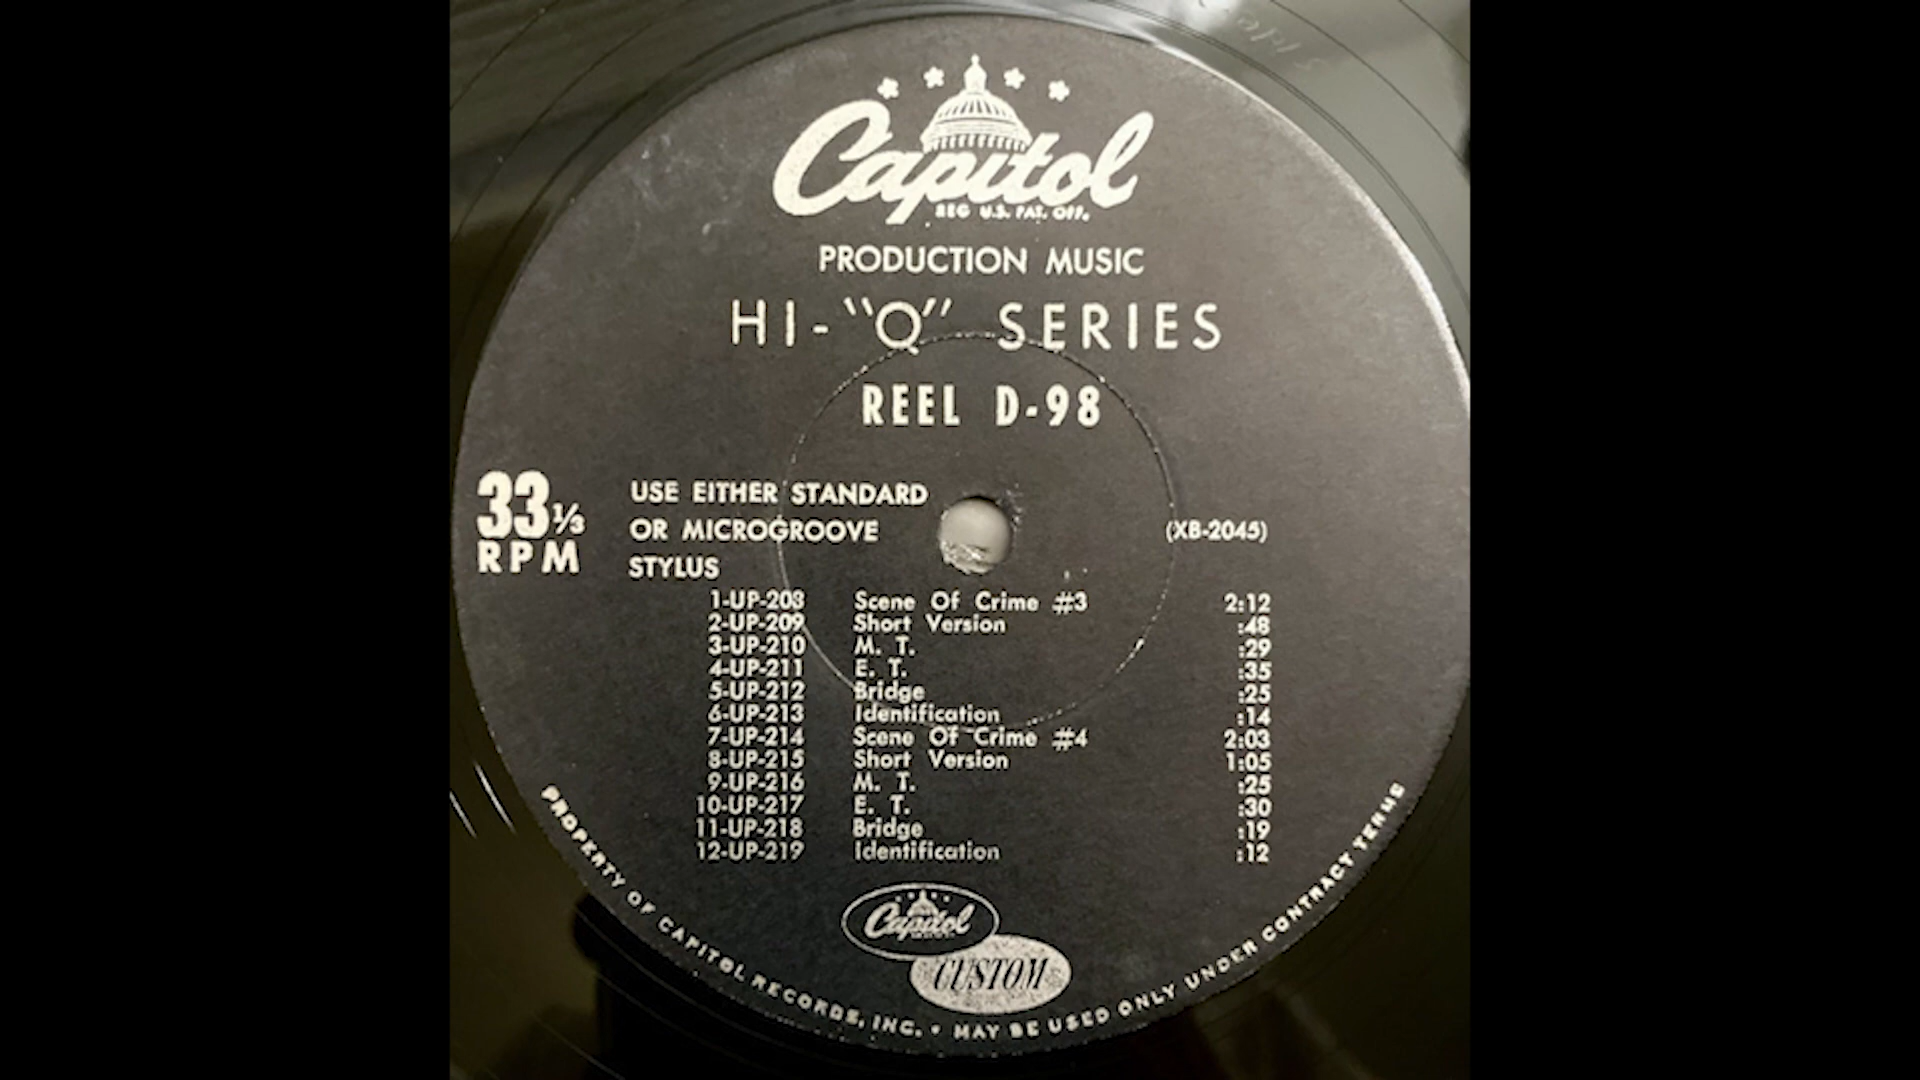 Capitol
REG U.S. PAT. OFF.
PRODUCTION MUSIC
HI-"Q" SERIES
REEL D-98
33⅓
RPM
USE EITHER STANDARD
OR MICROGROOVE
STYLUS
(XB-2045)
1-UP-208 Scene Of Crime #3 2:12
2-UP-209 Short Version :48
3-UP-210 M. T. :29
4-UP-211 E. T. :35
5-UP-212 Bridge :25
6-UP-213 Identification :14
7-UP-214 Scene Of Crime #4 2:03
8-UP-215 Short Version 1:05
9-UP-216 M. T. :25
10-UP-217 E. T. :30
11-UP-218 Bridge :19
12-UP-219 Identification :12
Capitol
CUSTOM
PROPERTY OF CAPITOL RECORDS, INC. • MAY BE USED ONLY UNDER CONTRACT TERMS